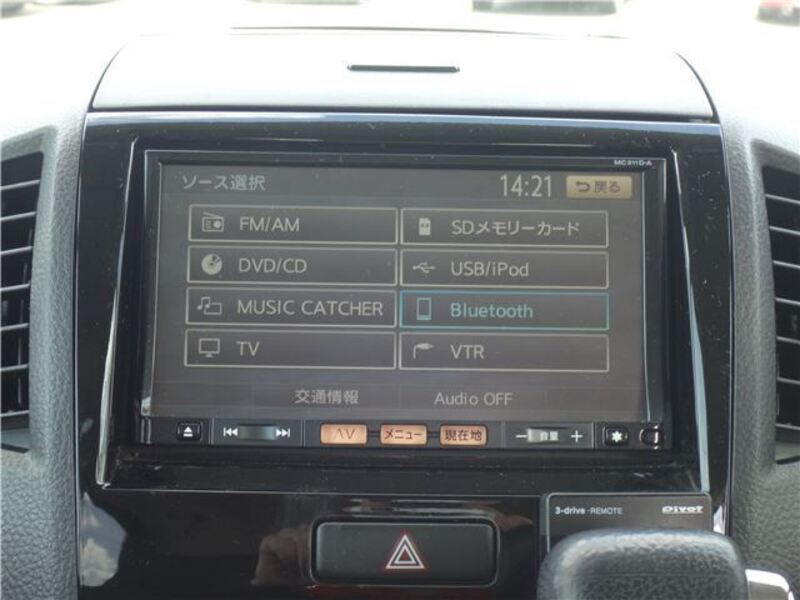 MC311D-A
ソース選択
14:21
戻る
FM/AM
SDメモリーカード
DVD/CD
USB/iPod
MUSIC CATCHER
Bluetooth
TV
VTR
交通情報
Audio OFF
AV
メニュー
現在地
音量
3-drive·REMOTE
Pivot